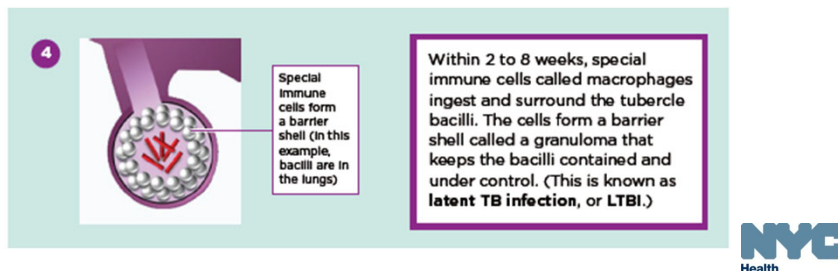 4
Special
immune
cells form
a barrier
shell (in this
example,
bacilli are in
the lungs)
Within 2 to 8 weeks, special
immune cells called macrophages
ingest and surround the tubercle
bacilli. The cells form a barrier
shell called a granuloma that
keeps the bacilli contained and
under control. (This is known as
latent TB infection, or LTBI.)
NYC
Health